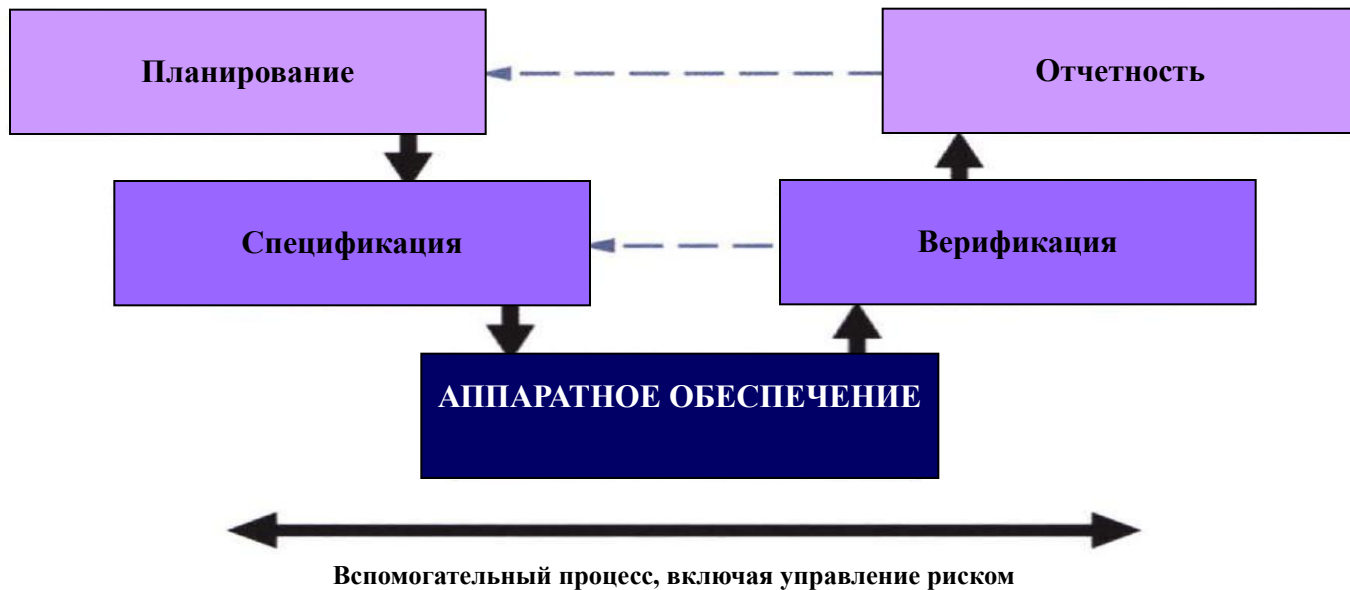 Планирование
Отчетность
Спецификация
Верификация
АППАРАТНОЕ ОБЕСПЕЧЕНИЕ
Вспомогательный процесс, включая управление риском